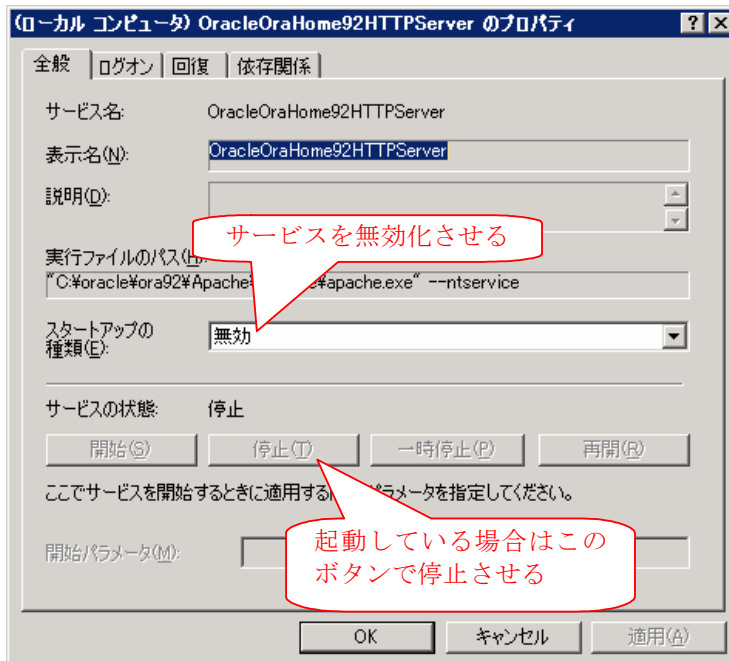 (ローカル コンピュータ) OracleOraHome92HTTPServer のプロパティ
全般 ログオン 回復 依存関係
サービス名: OracleOraHome92HTTPServer
表示名(N): OracleOraHome92HTTPServer
説明(D):
サービスを無効化させる
実行ファイルのパス(H):
"C:¥oracle¥ora92¥Apache¥ ¥apache.exe" --ntservice
スタートアップの
種類(E):
無効
サービスの状態: 停止
開始(S) 停止(T) 一時停止(P) 再開(R)
ここでサービスを開始するときに適用する パラメータを指定してください。
起動している場合はこの
ボタンで停止させる
開始パラメータ(M):
OK キャンセル 適用(A)